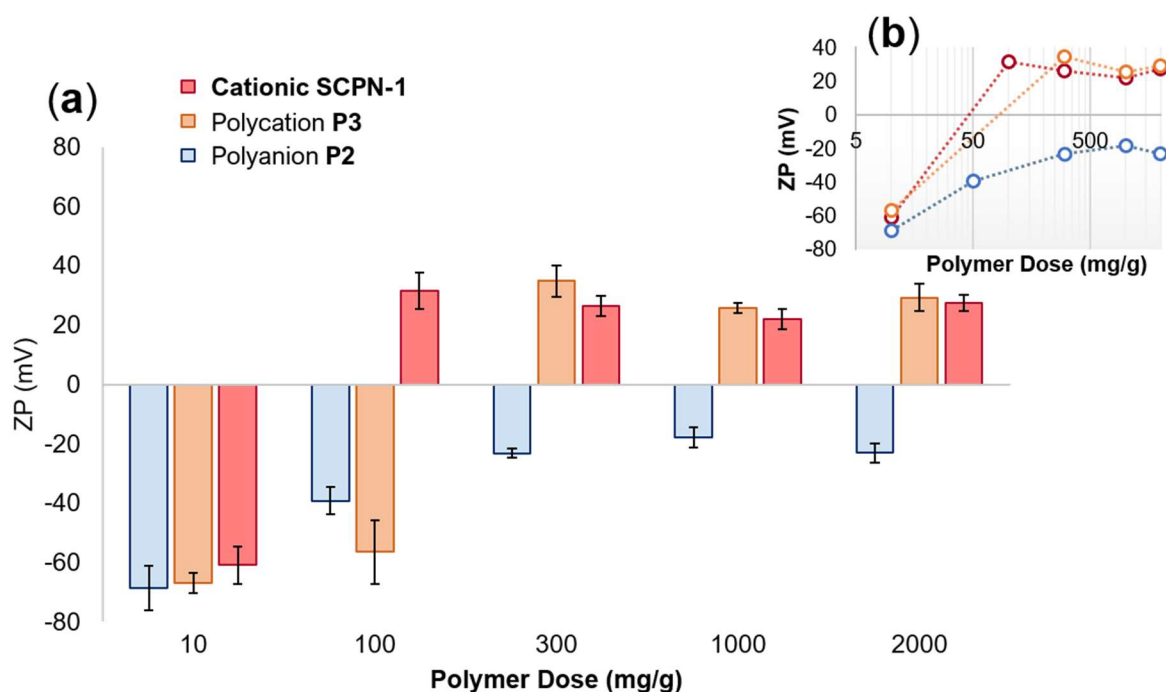 (a)
Cationic SCPN-1
Polycation P3
Polyanion P2
80
60
40
20
0
-20
-40
-60
-80
ZP (mV)
10 100 300 1000 2000
Polymer Dose (mg/g)
(b)
40
20
0
-20
-40
-60
-80
ZP (mV)
5 50 500
Polymer Dose (mg/g)